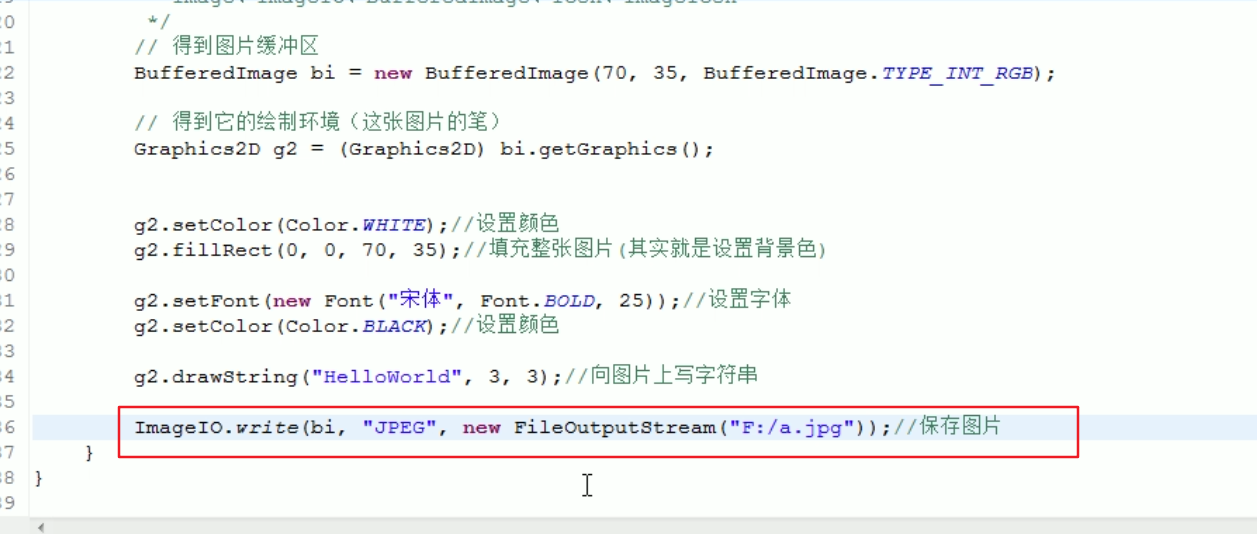 20 */
21 // 得到图片缓冲区
22 BufferedImage bi = new BufferedImage(70, 35, BufferedImage.TYPE_INT_RGB);
23
24 // 得到它的绘制环境（这张图片的笔）
25 Graphics2D g2 = (Graphics2D) bi.getGraphics();
26
27
28 g2.setColor(Color.WHITE);//设置颜色
29 g2.fillRect(0, 0, 70, 35);//填充整张图片(其实就是设置背景色)
30
31 g2.setFont(new Font("宋体", Font.BOLD, 25));//设置字体
32 g2.setColor(Color.BLACK);//设置颜色
33
34 g2.drawString("HelloWorld", 3, 3);//向图片上写字符串
35
36 ImageIO.write(bi, "JPEG", new FileOutputStream("F:/a.jpg"));//保存图片
37 }
38 }
39